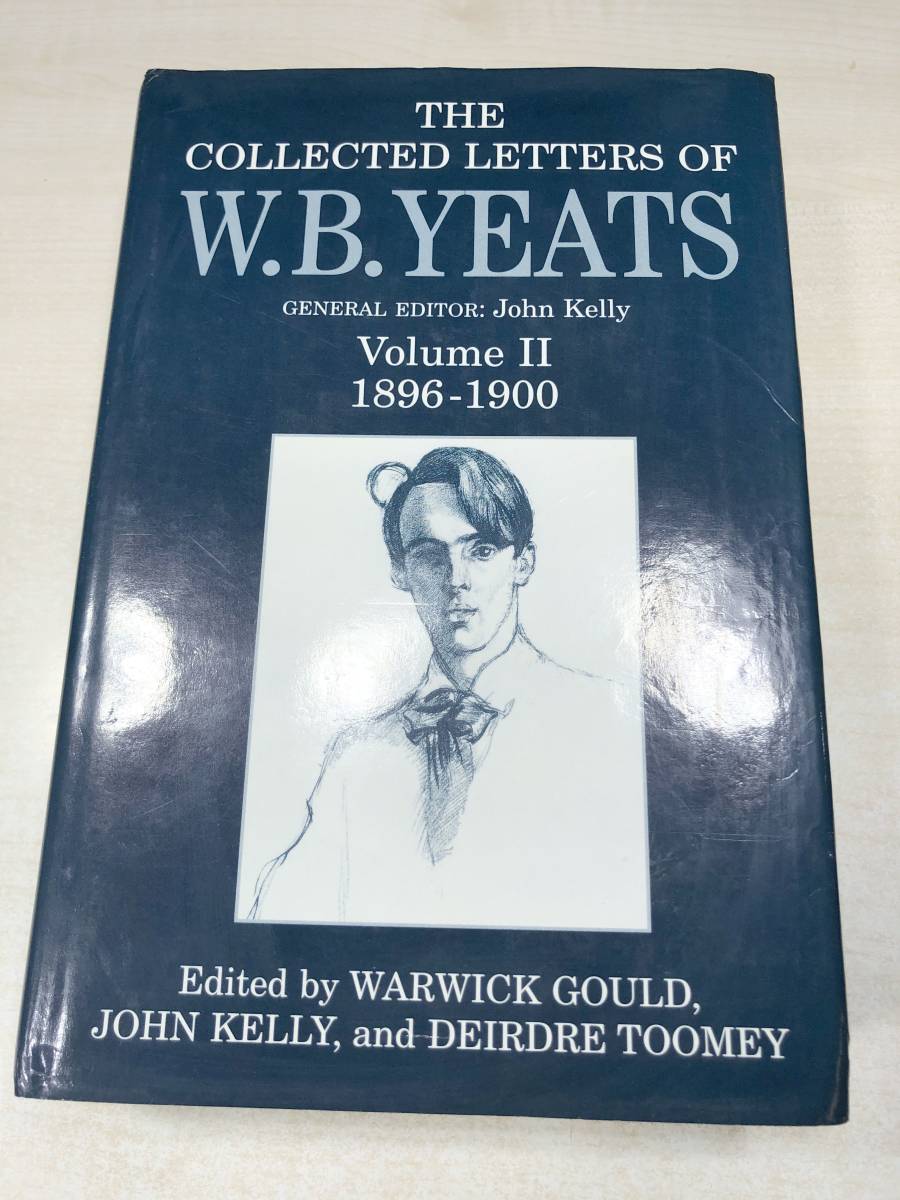 THE
COLLECTED LETTERS OF
W.B.YEATS
GENERAL EDITOR: John Kelly
Volume II
1896-1900
Edited by WARWICK GOULD,
JOHN KELLY, and DEIRDRE TOOMEY